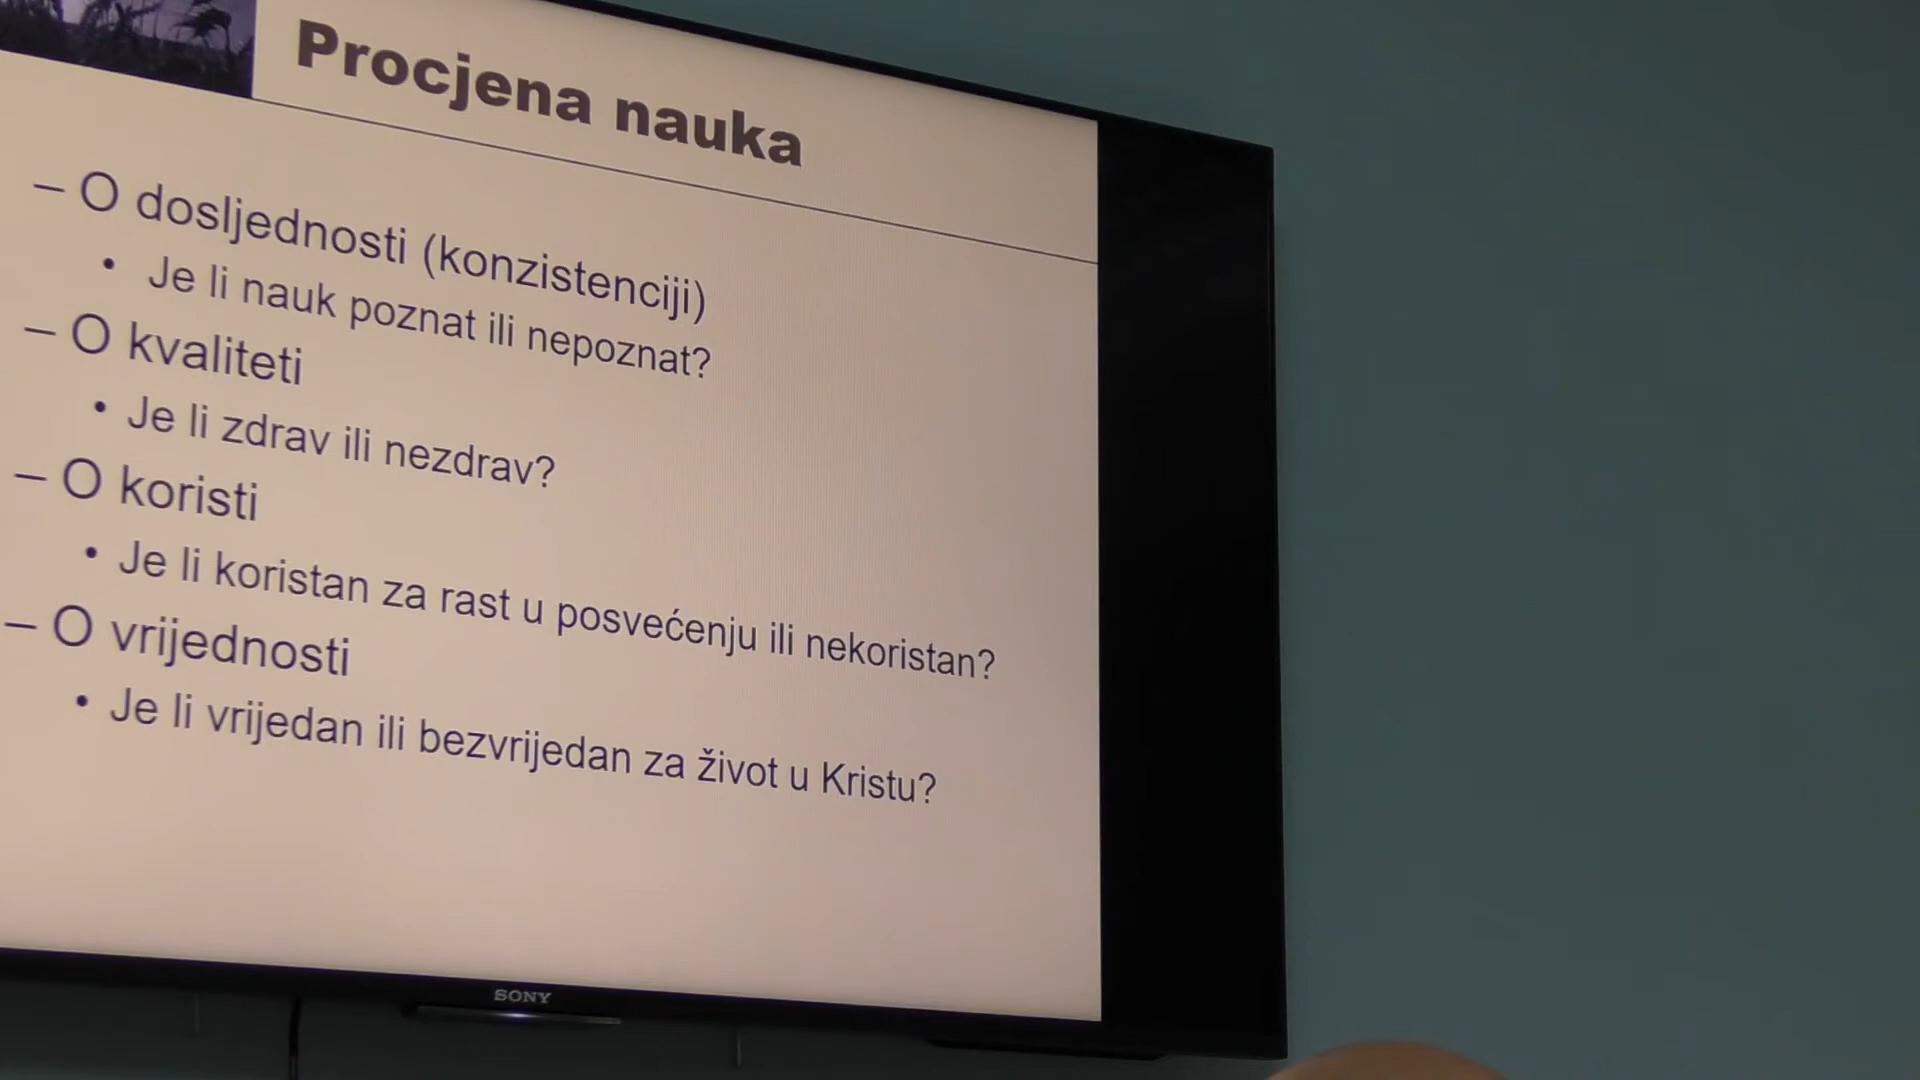 Procjena nauka
– O dosljednosti (konzistenciji)
• Je li nauk poznat ili nepoznat?
– O kvaliteti
• Je li zdrav ili nezdrav?
– O koristi
• Je li koristan za rast u posvećenju ili nekoristan?
– O vrijednosti
• Je li vrijedan ili bezvrijedan za život u Kristu?
SONY